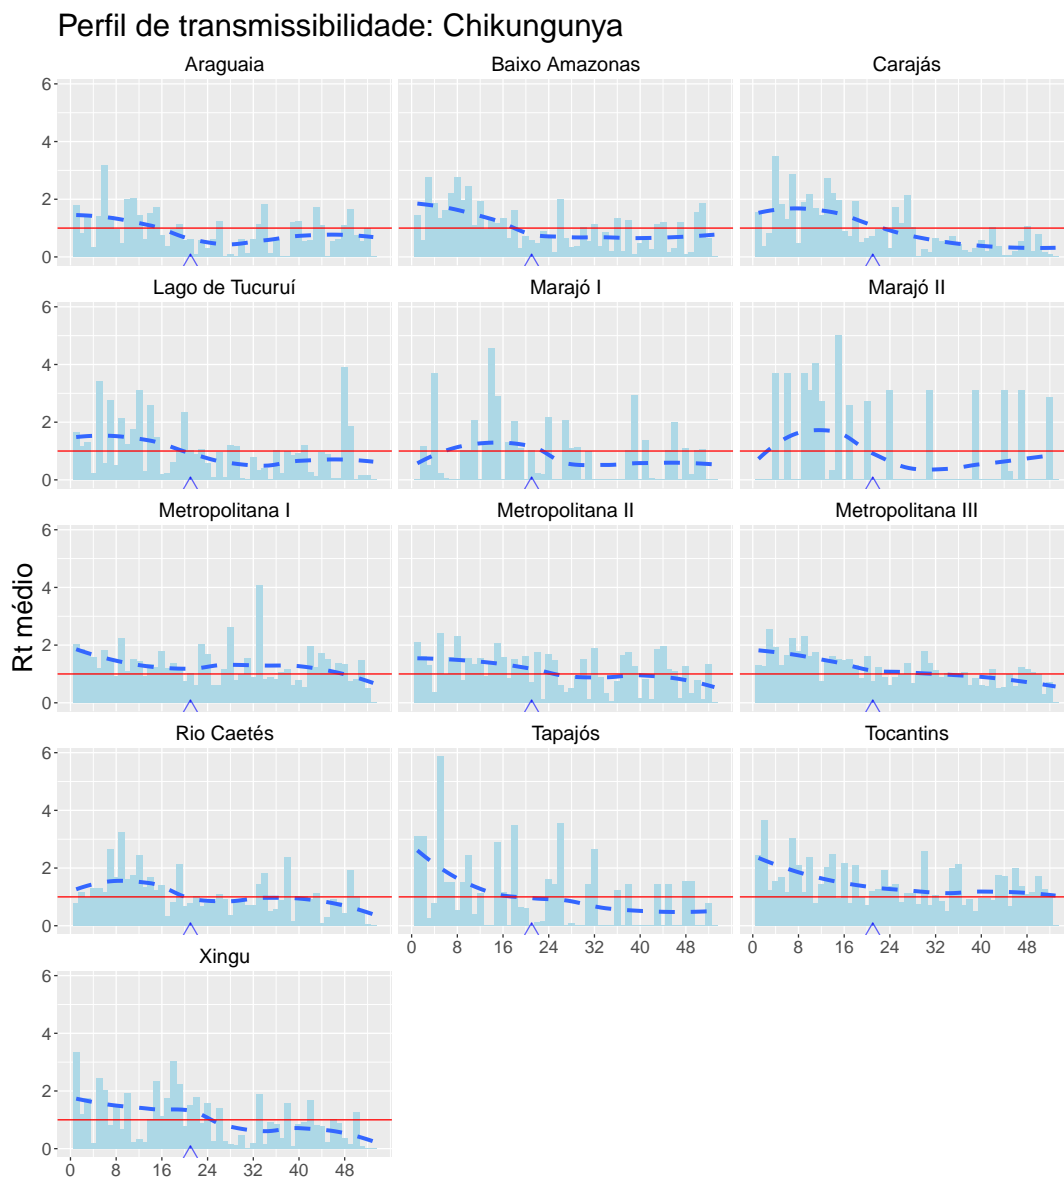 Perfil de transmissibilidade: Chikungunya
Araguaia Baixo Amazonas Carajás
6
4
2
0
Lago de Tucuruí Marajó I Marajó II
6
4
2
0
Metropolitana I Metropolitana II Metropolitana III
6
4
2
0
Rt médio
Rio Caetés Tapajós Tocantins
6
4
2
0
0 8 16 24 32 40 48 0 8 16 24 32 40 48
Xingu
6
4
2
0
0 8 16 24 32 40 48